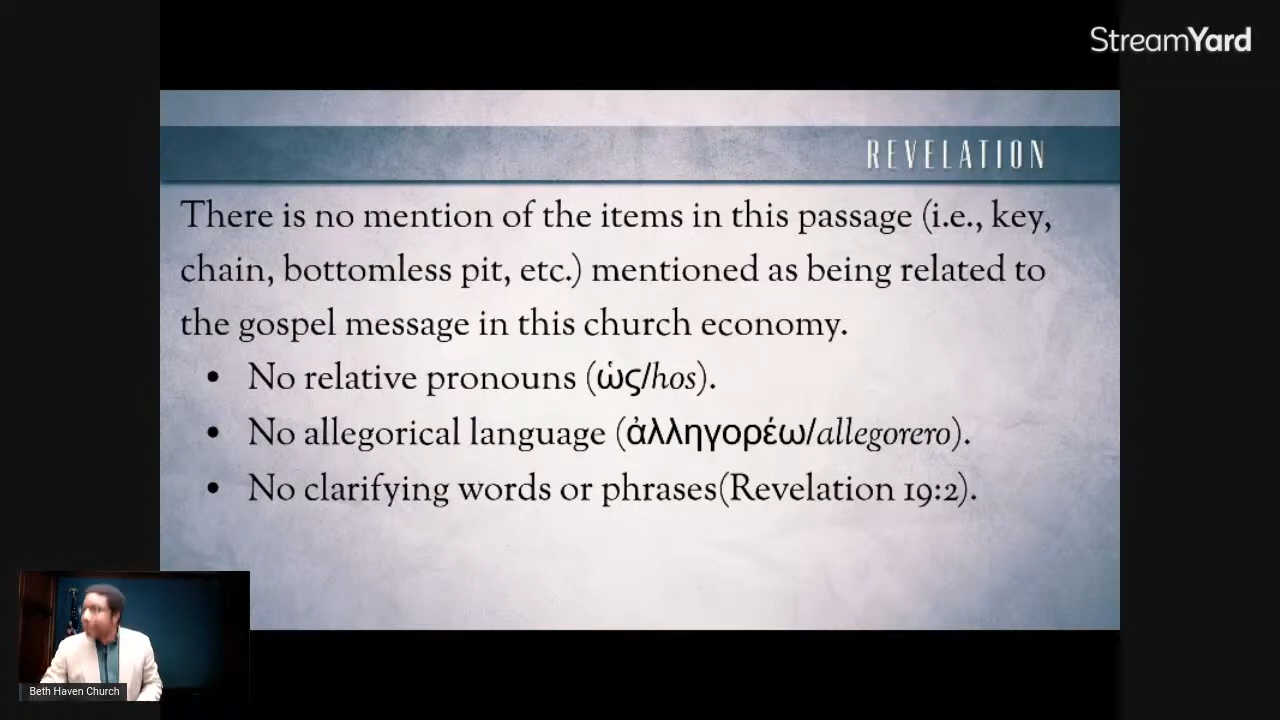 StreamYard
REVELATION
There is no mention of the items in this passage (i.e., key,
chain, bottomless pit, etc.) mentioned as being related to
the gospel message in this church economy.
• No relative pronouns (ὡς/hos).
• No allegorical language (ἀλληγορέω/allegorero).
• No clarifying words or phrases(Revelation 19:2).
Beth Haven Church